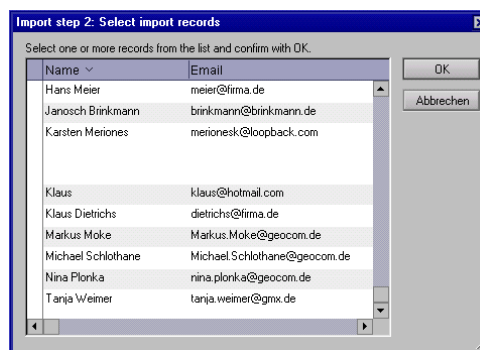 Import step 2: Select import records
Select one or more records from the list and confirm with OK.
Name Email
Hans Meier meier@firma.de
Janosch Brinkmann brinkmann@brinkmann.de
Karsten Meriones merionesk@loopback.com
Klaus klaus@hotmail.com
Klaus Dietrichs dietrichs@firma.de
Markus Moke Markus.Moke@geocom.de
Michael Schlothane Michael.Schlothane@geocom.de
Nina Plonka nina.plonka@geocom.de
Tanja Weimer tanja.weimer@gmx.de
OK
Abbrechen